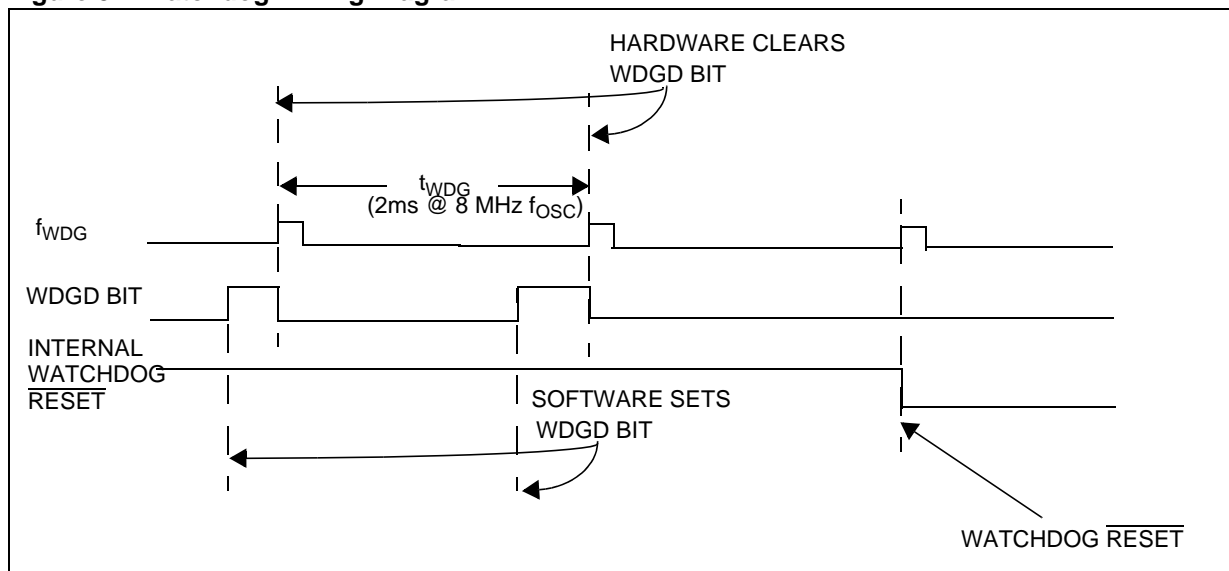 HARDWARE CLEARS
WDGD BIT
tWDG
(2ms @ 8 MHz fOSC)
fWDG
WDGD BIT
INTERNAL
WATCHDOG
RESET
SOFTWARE SETS
WDGD BIT
WATCHDOG RESET